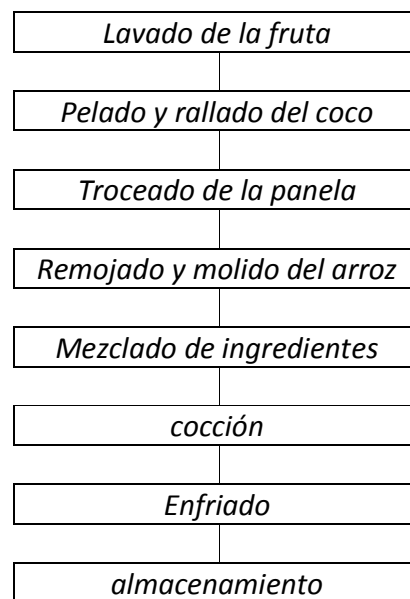 Lavado de la fruta
Pelado y rallado del coco
Troceado de la panela
Remojado y molido del arroz
Mezclado de ingredientes
cocción
Enfriado
almacenamiento